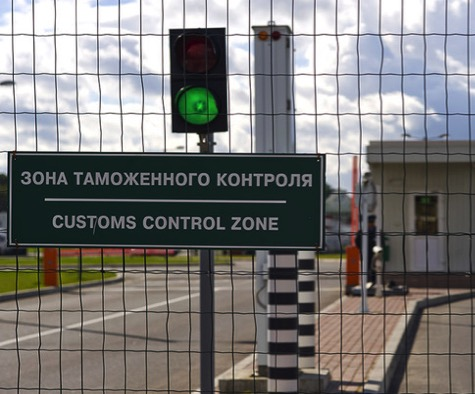 ЗОНА ТАМОЖЕННОГО КОНТРОЛЯ
CUSTOMS CONTROL ZONE